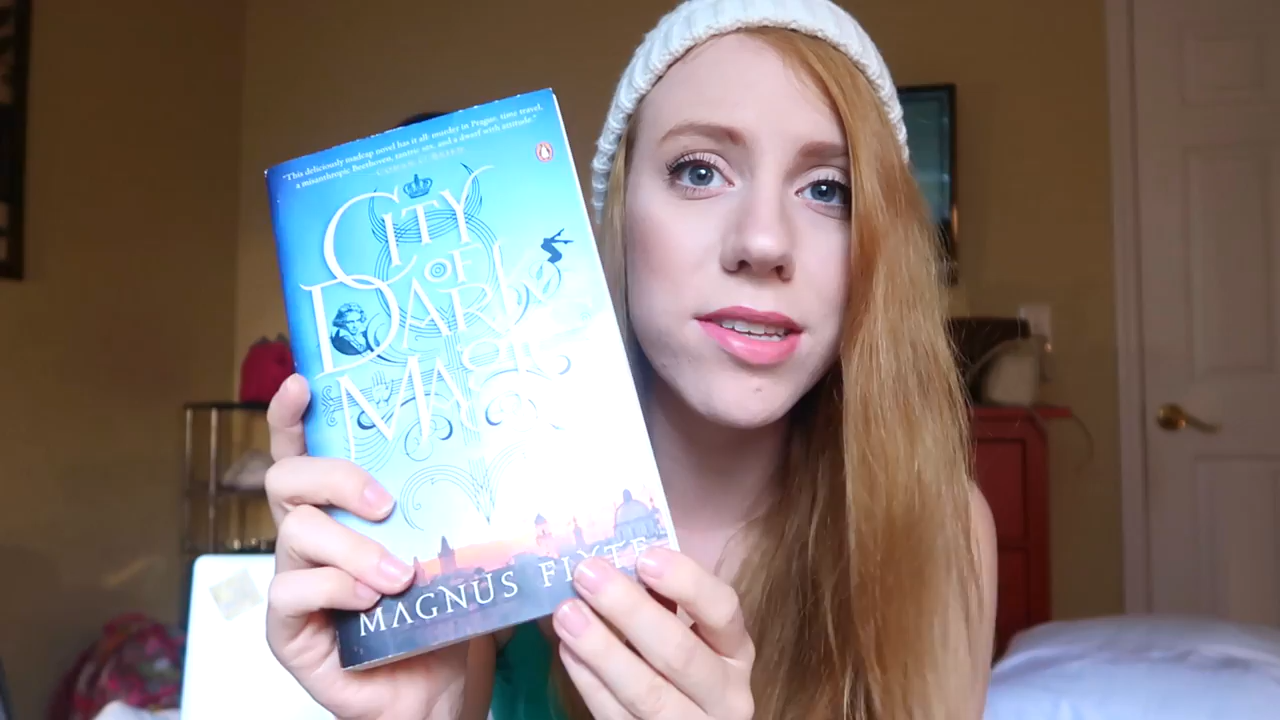 "This deliciously madcap novel has it all: murder in Prague, time travel,
a misanthropic Beethoven, tantric sex, and a dwarf with attitude."
CITY
OF
DARK
MAGIC
MAGNUS FLYTE